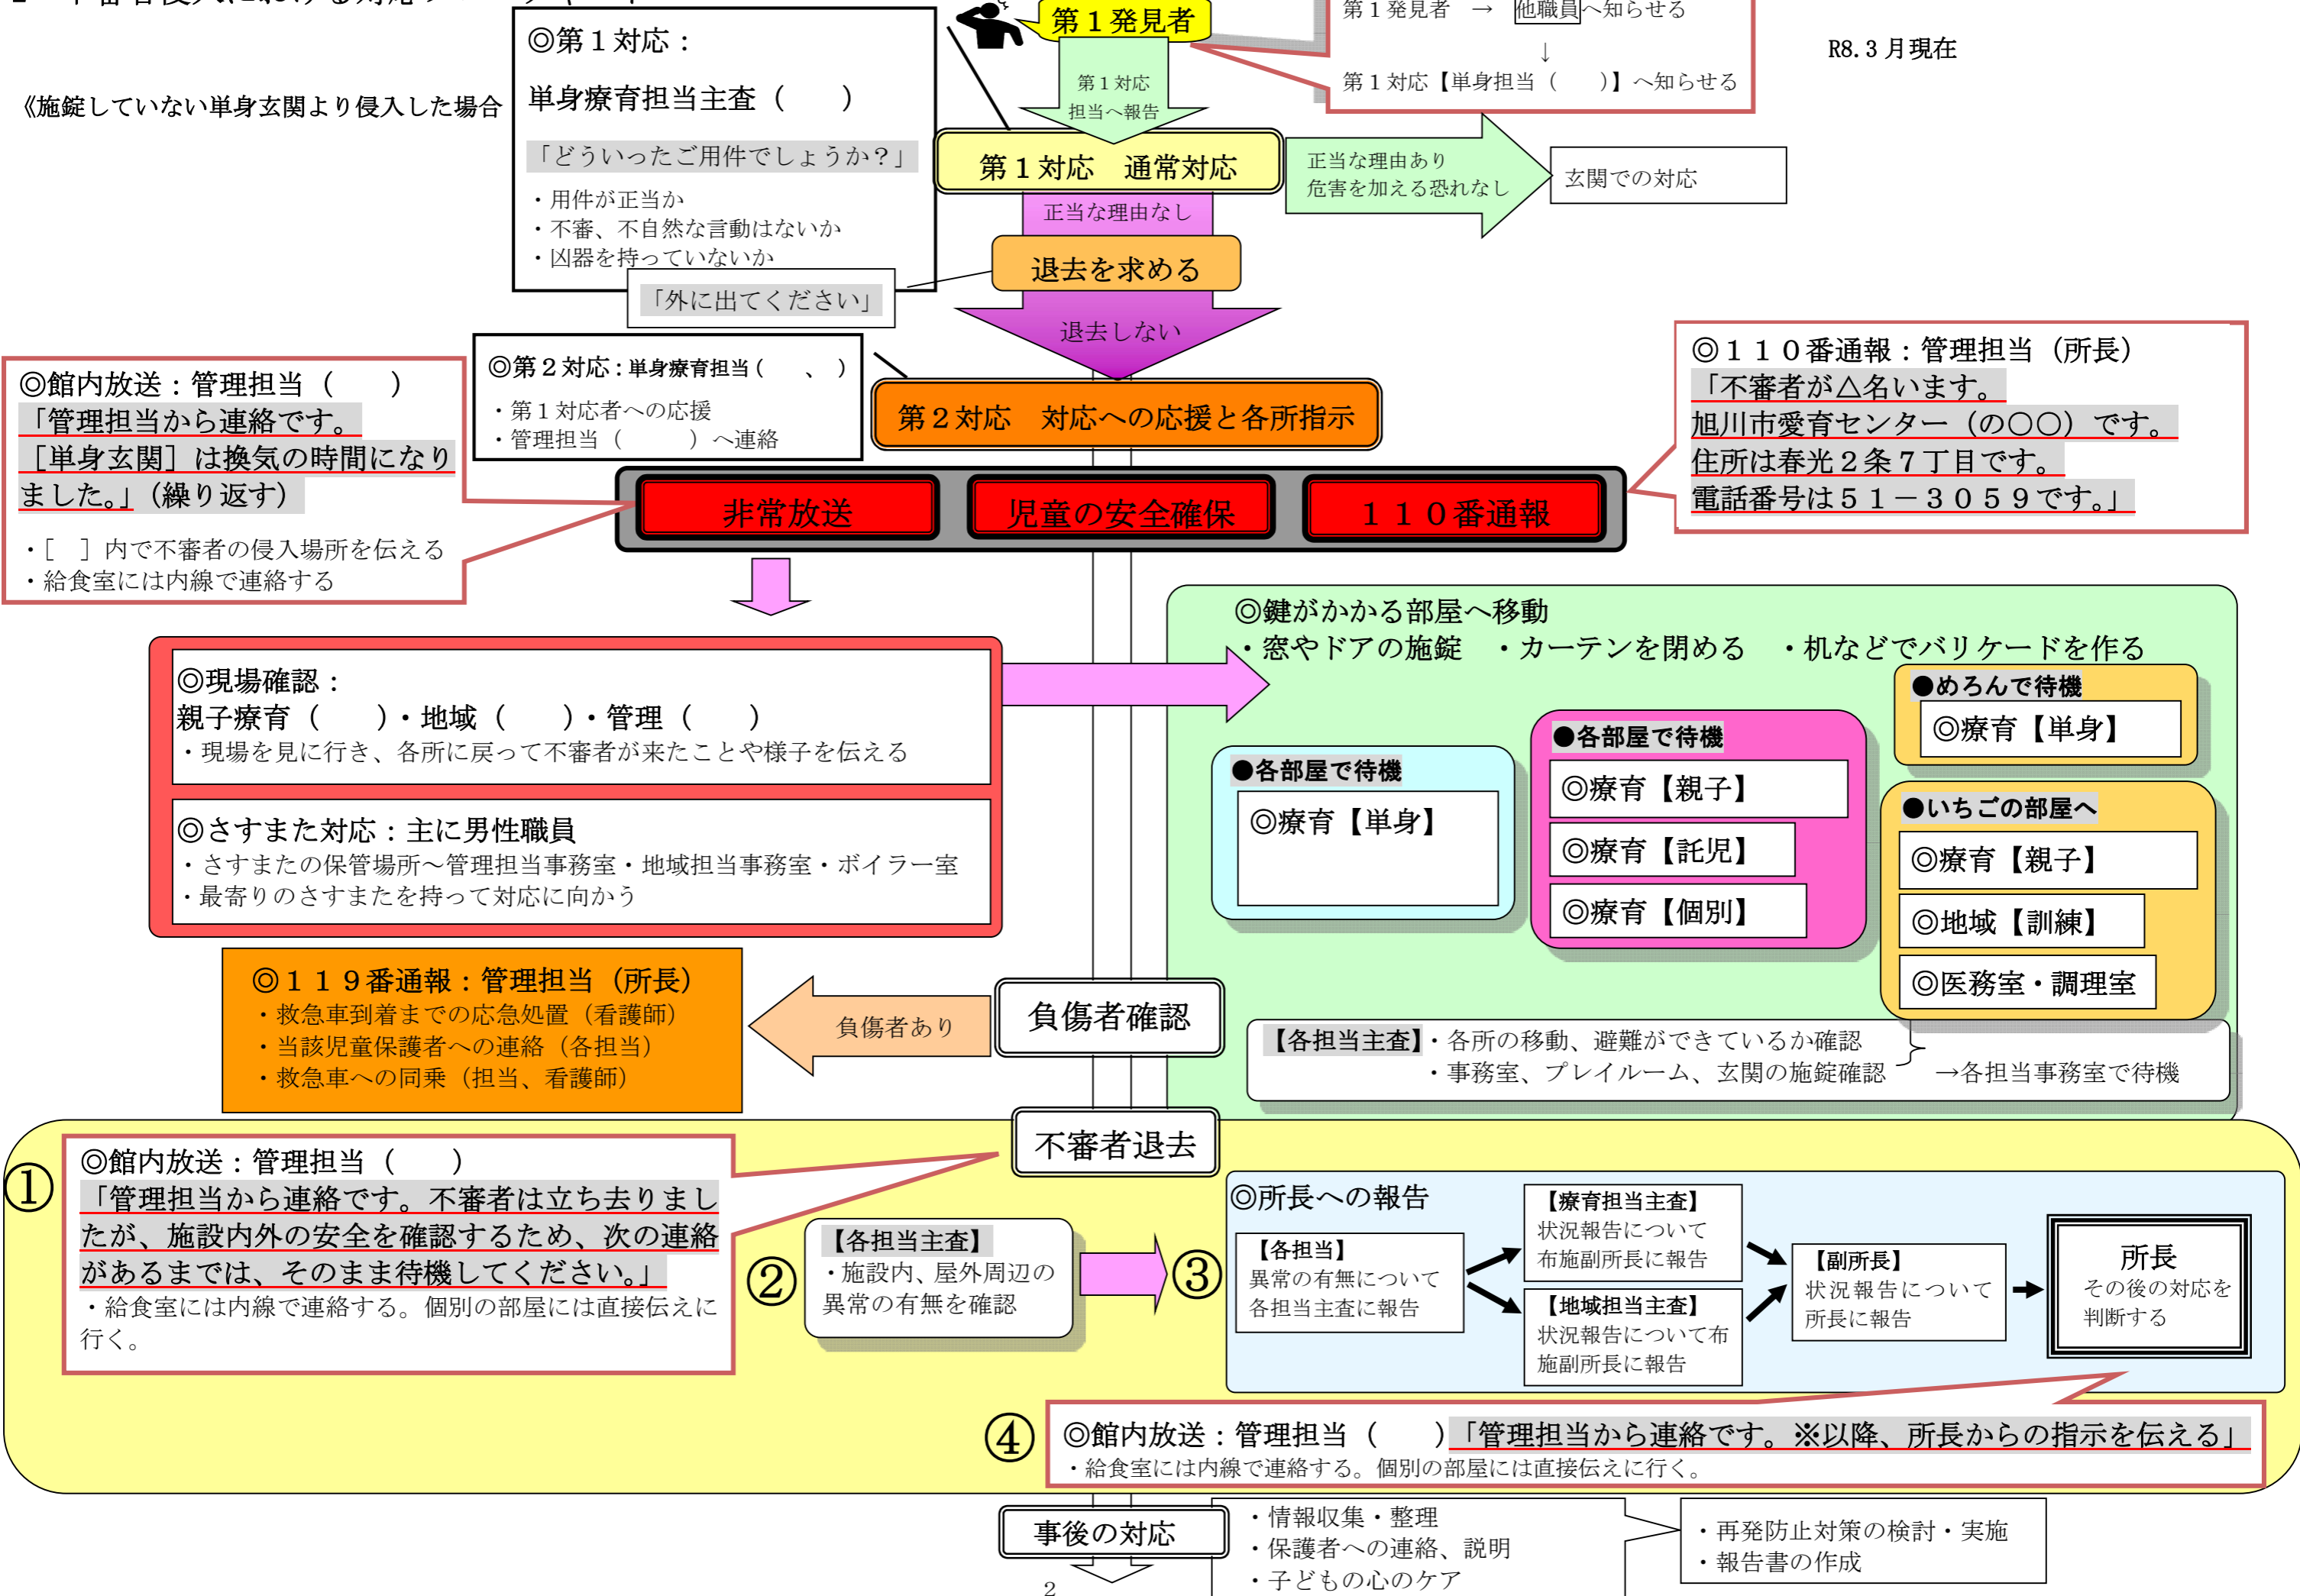 第１発見者
第１発見者　→　他職員へ知らせる
↓
第１対応【単身担当（　　）】へ知らせる
R8.3月現在
《施錠していない単身玄関より侵入した場合
◎第１対応：
単身療育担当主査（　　）
「どういったご用件でしょうか？」
・用件が正当か
・不審、不自然な言動はないか
・凶器を持っていないか
第１対応
担当へ報告
第１対応　通常対応
正当な理由あり
危害を加える恐れなし
玄関での対応
正当な理由なし
退去を求める
「外に出てください」
退去しない
◎第２対応：単身療育担当（　　、　）
・第１対応者への応援
・管理担当（　　　）へ連絡
第２対応　対応への応援と各所指示
◎館内放送：管理担当（　　）
「管理担当から連絡です。
［単身玄関］は換気の時間になり
ました。」（繰り返す）
・［　］内で不審者の侵入場所を伝える
・給食室には内線で連絡する
◎１１０番通報：管理担当（所長）
「不審者が△名います。
旭川市愛育センター（の〇〇）です。
住所は春光２条７丁目です。
電話番号は５１－３０５９です。」
非常放送
児童の安全確保
１１０番通報
◎現場確認：
親子療育（　　）・地域（　　）・管理（　　）
・現場を見に行き、各所に戻って不審者が来たことや様子を伝える
◎さすまた対応：主に男性職員
・さすまたの保管場所～管理担当事務室・地域担当事務室・ボイラー室
・最寄りのさすまたを持って対応に向かう
◎鍵がかかる部屋へ移動
・窓やドアの施錠　・カーテンを閉める　・机などでバリケードを作る
●各部屋で待機
◎療育【単身】
●各部屋で待機
◎療育【親子】
◎療育【託児】
◎療育【個別】
●めろんで待機
◎療育【単身】
●いちごの部屋へ
◎療育【親子】
◎地域【訓練】
◎医務室・調理室
【各担当主査】・各所の移動、避難ができているか確認
・事務室、プレイルーム、玄関の施錠確認　→各担当事務室で待機
負傷者確認
負傷者あり
◎１１９番通報：管理担当（所長）
・救急車到着までの応急処置（看護師）
・当該児童保護者への連絡（各担当）
・救急車への同乗（担当、看護師）
不審者退去
①
◎館内放送：管理担当（　　）
「管理担当から連絡です。不審者は立ち去りまし
たが、施設内外の安全を確認するため、次の連絡
があるまでは、そのまま待機してください。」
・給食室には内線で連絡する。個別の部屋には直接伝えに
行く。
②
【各担当主査】
・施設内、屋外周辺の
異常の有無を確認
③
◎所長への報告
【各担当】
異常の有無について
各担当主査に報告
【療育担当主査】
状況報告について
布施副所長に報告
【地域担当主査】
状況報告について布
施副所長に報告
【副所長】
状況報告について
所長に報告
所長
その後の対応を
判断する
④
◎館内放送：管理担当（　　）「管理担当から連絡です。※以降、所長からの指示を伝える」
・給食室には内線で連絡する。個別の部屋には直接伝えに行く。
事後の対応
・情報収集・整理
・保護者への連絡、説明
・子どもの心のケア
・再発防止対策の検討・実施
・報告書の作成
2